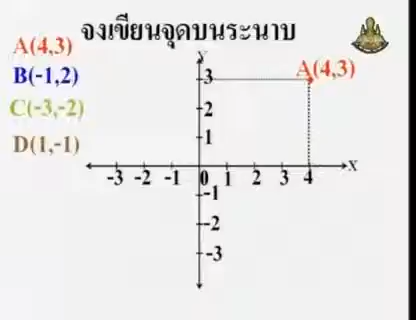 จงเขียนจุดบนระนาบ
A(4,3)
B(-1,2)
C(-3,-2)
D(1,-1)
Y
3
A(4,3)
2
1
-3 -2 -1 0 1 2 3 4 X
-1
-2
-3